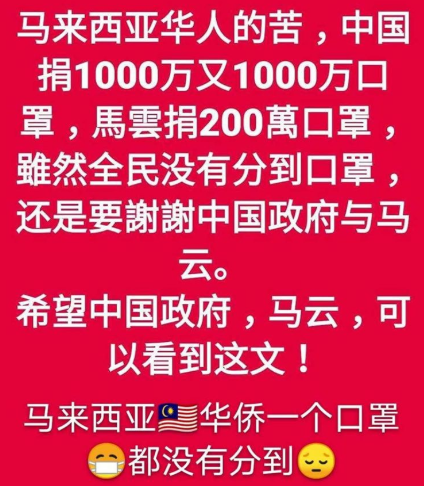 马来西亚华人的苦，中国
捐1000万又1000万口
罩，馬雲捐200萬口罩，
雖然全民没有分到口罩，
还是要謝謝中国政府与马
云。
希望中国政府，马云，可
以看到这文！
马来西亚🇲🇾华侨一个口罩
😷都没有分到😔